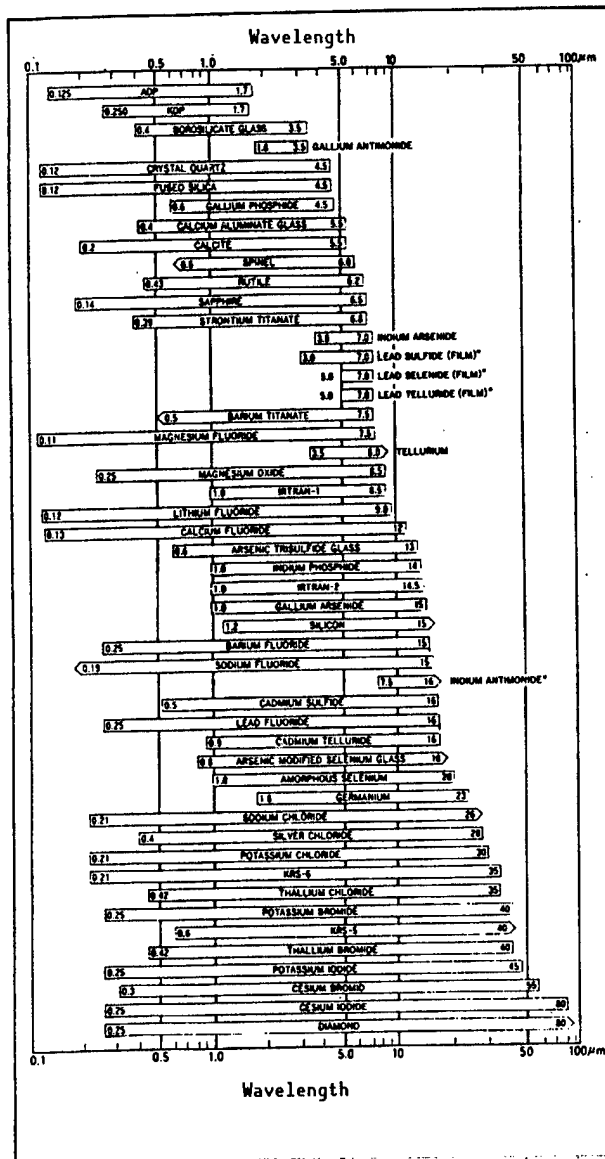 Wavelength
0.1 0.5 1.0 5.0 10 50 100μm
0.125 ADP 1.7
0.250 KDP 1.7
0.4 BOROSILICATE GLASS 3.5
1.8 3.5 GALLIUM ANTIMONIDE
0.12 CRYSTAL QUARTZ 4.5
0.12 FUSED SILICA 4.5
0.6 GALLIUM PHOSPHIDE 4.5
0.4 CALCIUM ALUMINATE GLASS 5.5
0.2 CALCITE 5.5
SPINEL 6.0
0.43 RUTILE 6.2
0.14 SAPPHIRE 6.5
0.39 STRONTIUM TITANATE
3.8 7.0 INDIUM ARSENIDE
3.0 7.0 LEAD SULFIDE (FILM)*
5.0 7.0 LEAD SELENIDE (FILM)*
5.0 7.0 LEAD TELLURIDE (FILM)*
0.5 BARIUM TITANATE 7.5
0.11 MAGNESIUM FLUORIDE 7.5
3.5 8.0 TELLURIUM
0.25 MAGNESIUM OXIDE 8.5
1.0 IRTRAN-1 8.5
0.12 LITHIUM FLUORIDE 9.0
0.13 CALCIUM FLUORIDE 12
0.6 ARSENIC TRISULFIDE GLASS 13
1.0 INDIUM PHOSPHIDE 14
1.0 IRTRAN-2 14.5
1.0 GALLIUM ARSENIDE 15
1.2 SILICON 15
0.25 BARIUM FLUORIDE 15
0.19 SODIUM FLUORIDE 15
7.5 16 INDIUM ANTIMONIDE*
0.5 CADMIUM SULFIDE 16
0.25 LEAD FLUORIDE 16
0.9 CADMIUM TELLURIDE 16
0.8 ARSENIC MODIFIED SELENIUM GLASS 18
1.0 AMORPHOUS SELENIUM 20
1.8 GERMANIUM 23
0.21 SODIUM CHLORIDE 26
0.4 SILVER CHLORIDE 28
0.21 POTASSIUM CHLORIDE 30
0.21 KRS-6 35
0.42 THALLIUM CHLORIDE 35
0.25 POTASSIUM BROMIDE 40
0.6 KRS-5 40
0.42 THALLIUM BROMIDE 40
0.25 POTASSIUM IODIDE 45
0.3 CESIUM BROMID 55
0.25 CESIUM IODIDE 80
0.25 DIAMOND 80
0.1 0.5 1.0 5.0 10 50 100μm
Wavelength